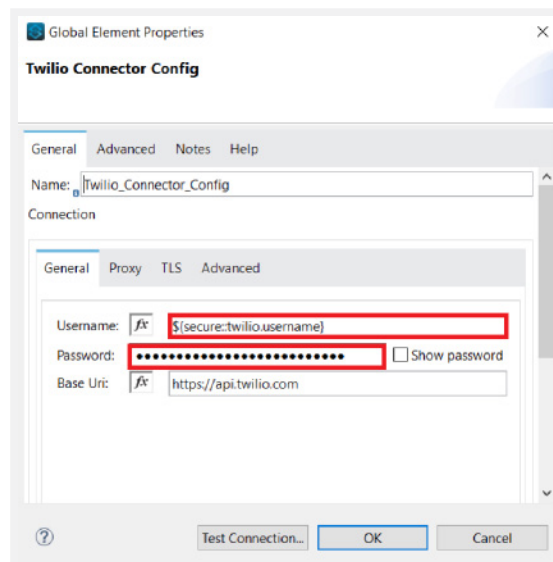 Global Element Properties
Twilio Connector Config
General Advanced Notes Help
Name: Twilio_Connector_Config
Connection
General Proxy TLS Advanced
Username: fx ${secure::twilio.username}
Password: •••••••••••••••••••••••••• Show password
Base Uri: fx https://api.twilio.com
Test Connection... OK Cancel